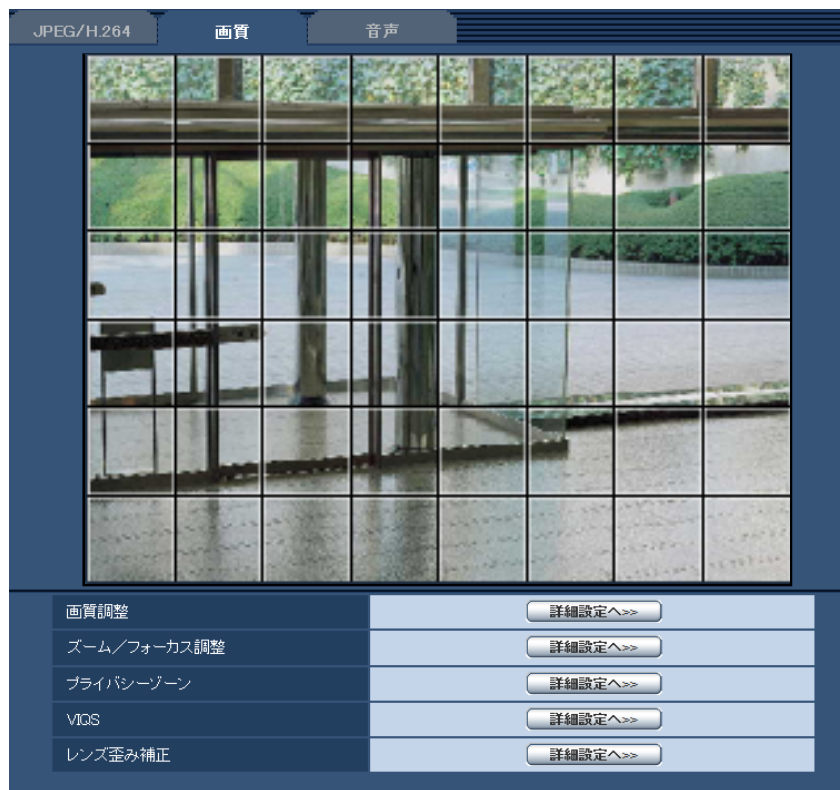 JPEG/H.264 画質 音声
画質調整 詳細設定へ>>
ズーム/フォーカス調整 詳細設定へ>>
プライバシーゾーン 詳細設定へ>>
VIQS 詳細設定へ>>
レンズ歪み補正 詳細設定へ>>